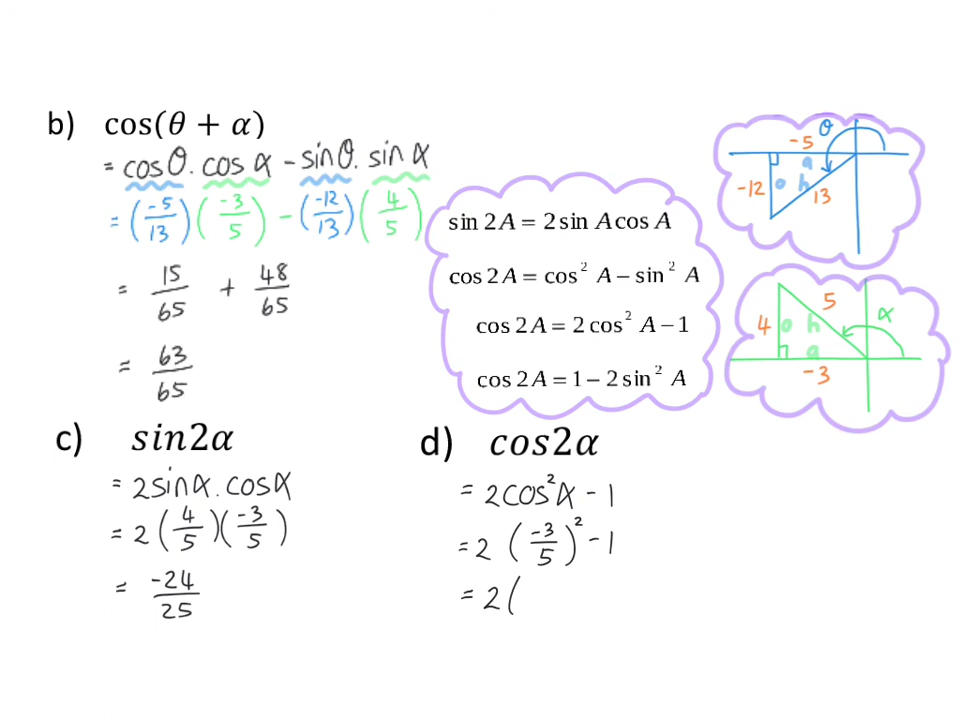 b) cos(θ + α)
= cosθ. cosα - sinθ. sinα
= (-5/13)(-3/5) - (-12/13)(4/5)
= 15/65 + 48/65
= 63/65
sin 2A = 2 sin A cos A
cos 2A = cos² A − sin² A
cos 2A = 2 cos² A − 1
cos 2A = 1 − 2 sin² A
θ
-5
a
-12 o h 13
5
4 o h α
a
-3
c) sin2α
= 2sinα. cosα
= 2(4/5)(-3/5)
= -24/25
d) cos2α
= 2cos²α - 1
= 2 (-3/5)² - 1
= 2(